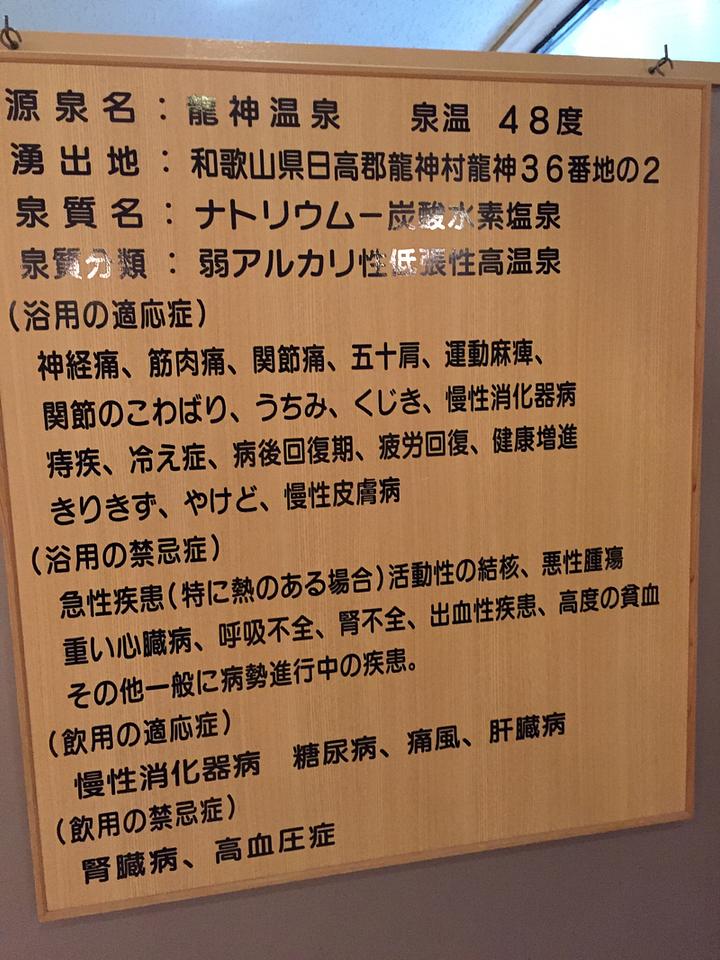 源泉名：龍神温泉　泉温 ４８度
湧出地：和歌山県日高郡龍神村龍神３６番地の２
泉質名：ナトリウムー炭酸水素塩泉
泉質分類：弱アルカリ性低張性高温泉
（浴用の適応症）
神経痛、筋肉痛、関節痛、五十肩、運動麻痺、
関節のこわばり、うちみ、くじき、慢性消化器病
痔疾、冷え症、病後回復期、疲労回復、健康増進
きりきず、やけど、慢性皮膚病
（浴用の禁忌症）
急性疾患（特に熱のある場合）活動性の結核、悪性腫瘍
重い心臓病、呼吸不全、腎不全、出血性疾患、高度の貧血
その他一般に病勢進行中の疾患。
（飲用の適応症）
慢性消化器病　糖尿病、痛風、肝臓病
（飲用の禁忌症）
腎臓病、高血圧症